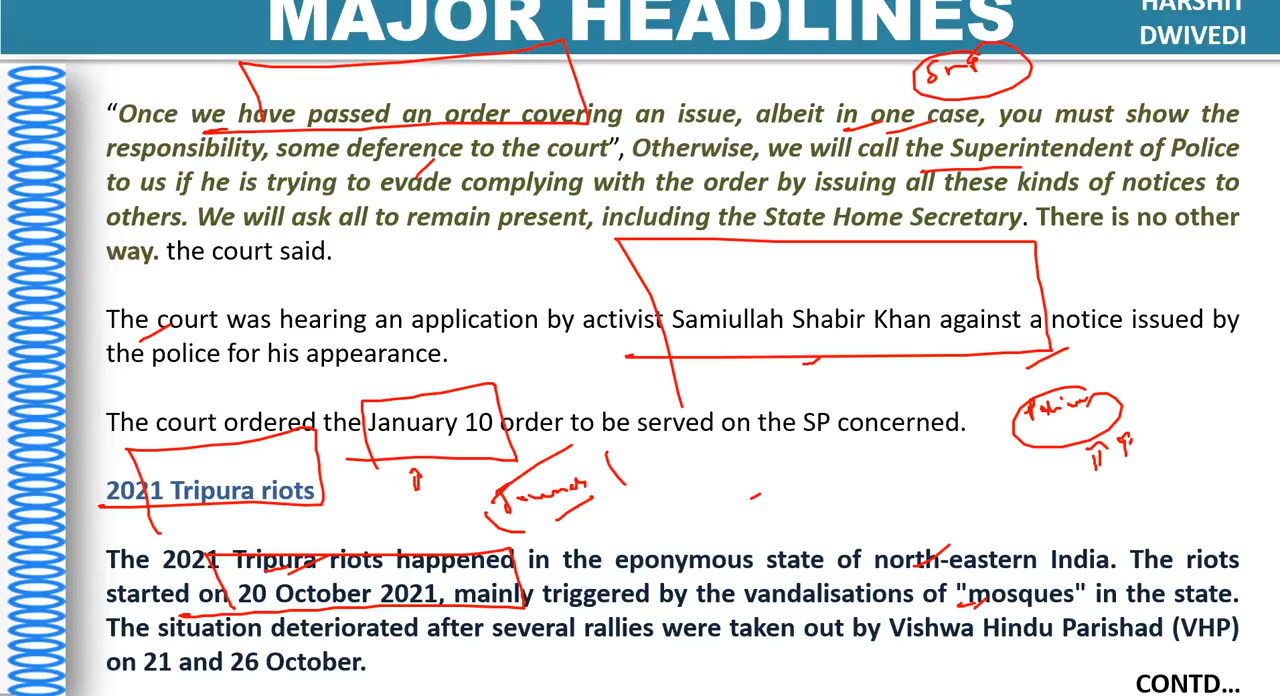 MAJOR HEADLINES
HARSHIT
DWIVEDI
“Once we have passed an order covering an issue, albeit in one case, you must show the
responsibility, some deference to the court”, Otherwise, we will call the Superintendent of Police
to us if he is trying to evade complying with the order by issuing all these kinds of notices to
others. We will ask all to remain present, including the State Home Secretary. There is no other
way. the court said.
The court was hearing an application by activist Samiullah Shabir Khan against a notice issued by
the police for his appearance.
The court ordered the January 10 order to be served on the SP concerned.
2021 Tripura riots
The 2021 Tripura riots happened in the eponymous state of north-eastern India. The riots
started on 20 October 2021, mainly triggered by the vandalisations of "mosques" in the state.
The situation deteriorated after several rallies were taken out by Vishwa Hindu Parishad (VHP)
on 21 and 26 October.
CONTD...